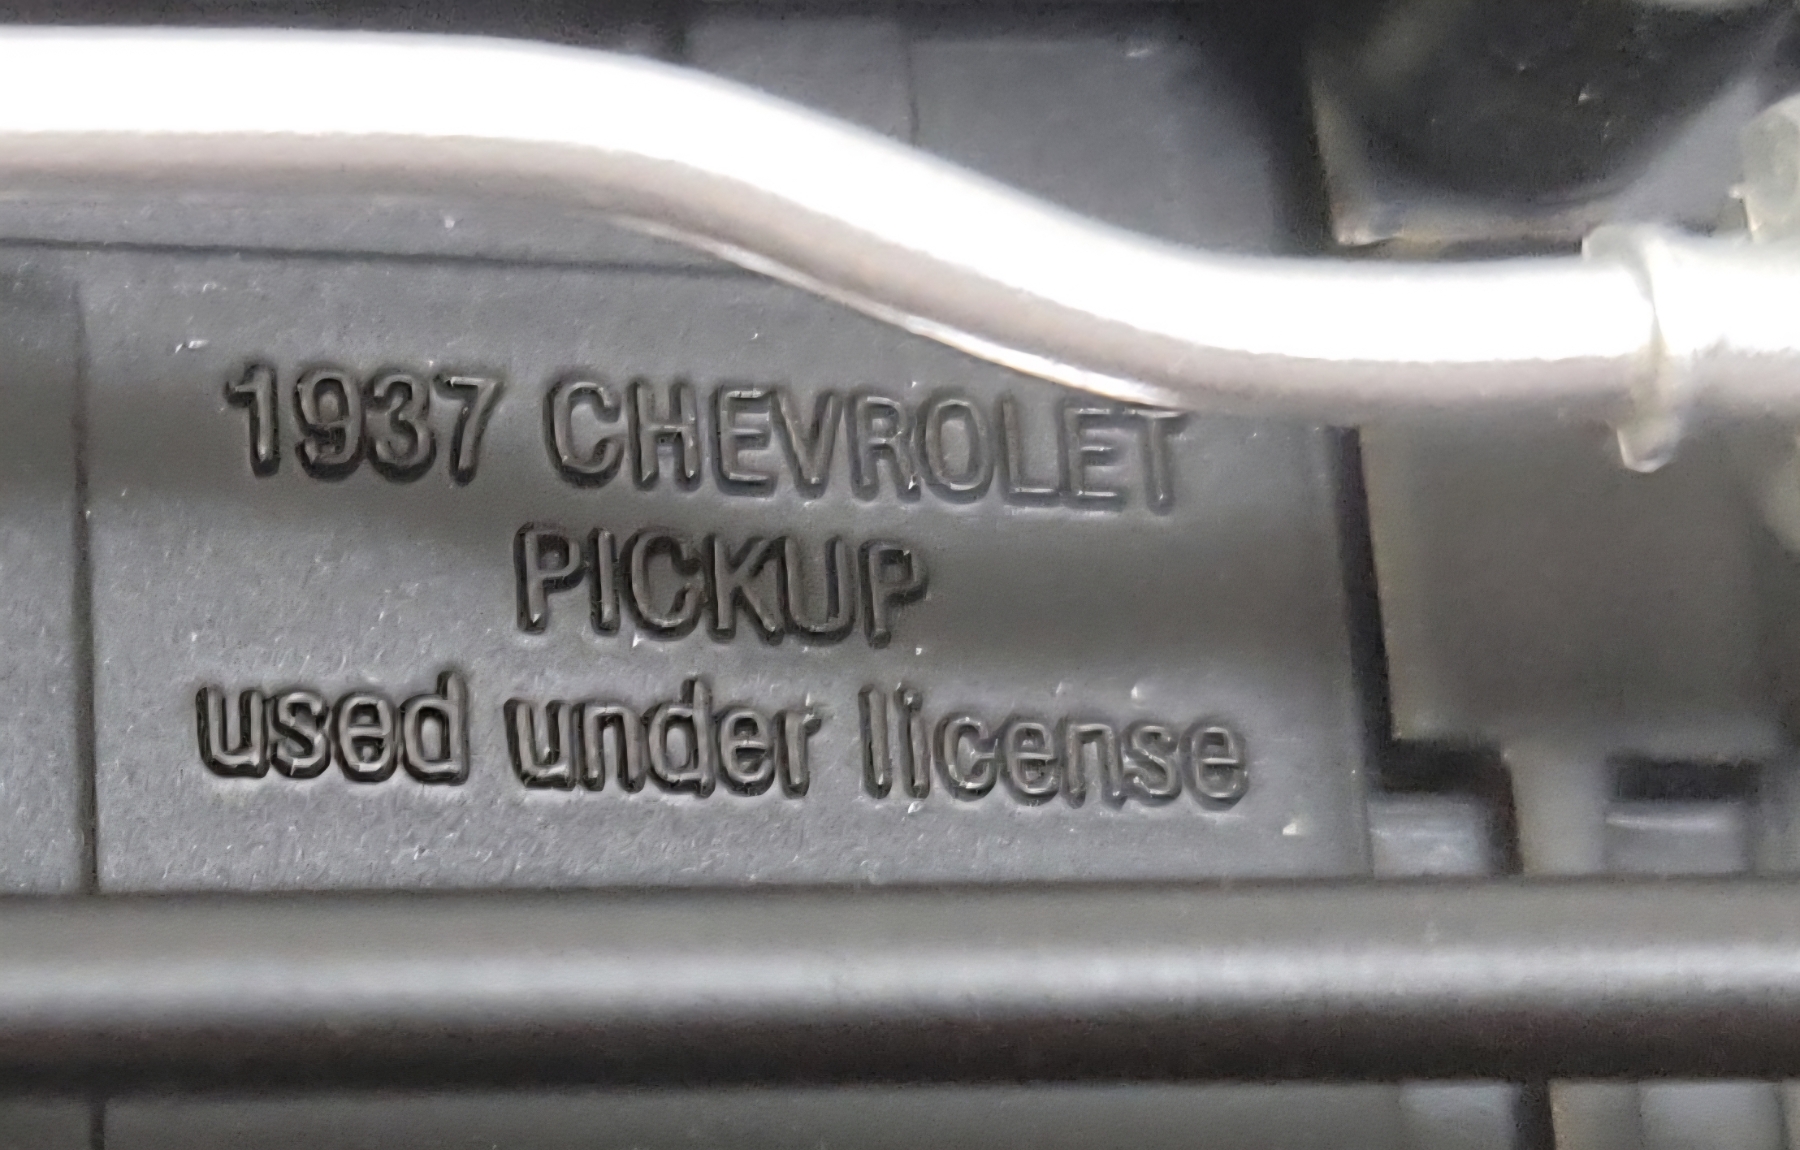 1937 CHEVROLET
PICKUP
used under license